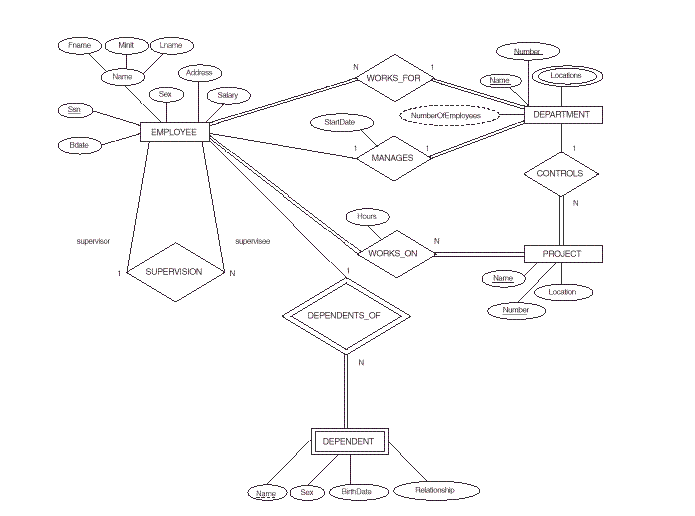 Fname
Minit
Lname
Name
Address
Sex
Salary
Ssn
Bdate
EMPLOYEE
N
WORKS_FOR
1
Number
Name
Locations
NumberOfEmployees
DEPARTMENT
StartDate
1
MANAGES
1
1
CONTROLS
N
supervisor
supervisee
1
SUPERVISION
N
Hours
WORKS_ON
N
PROJECT
Name
Number
Location
1
DEPENDENTS_OF
N
DEPENDENT
Name
Sex
BirthDate
Relationship